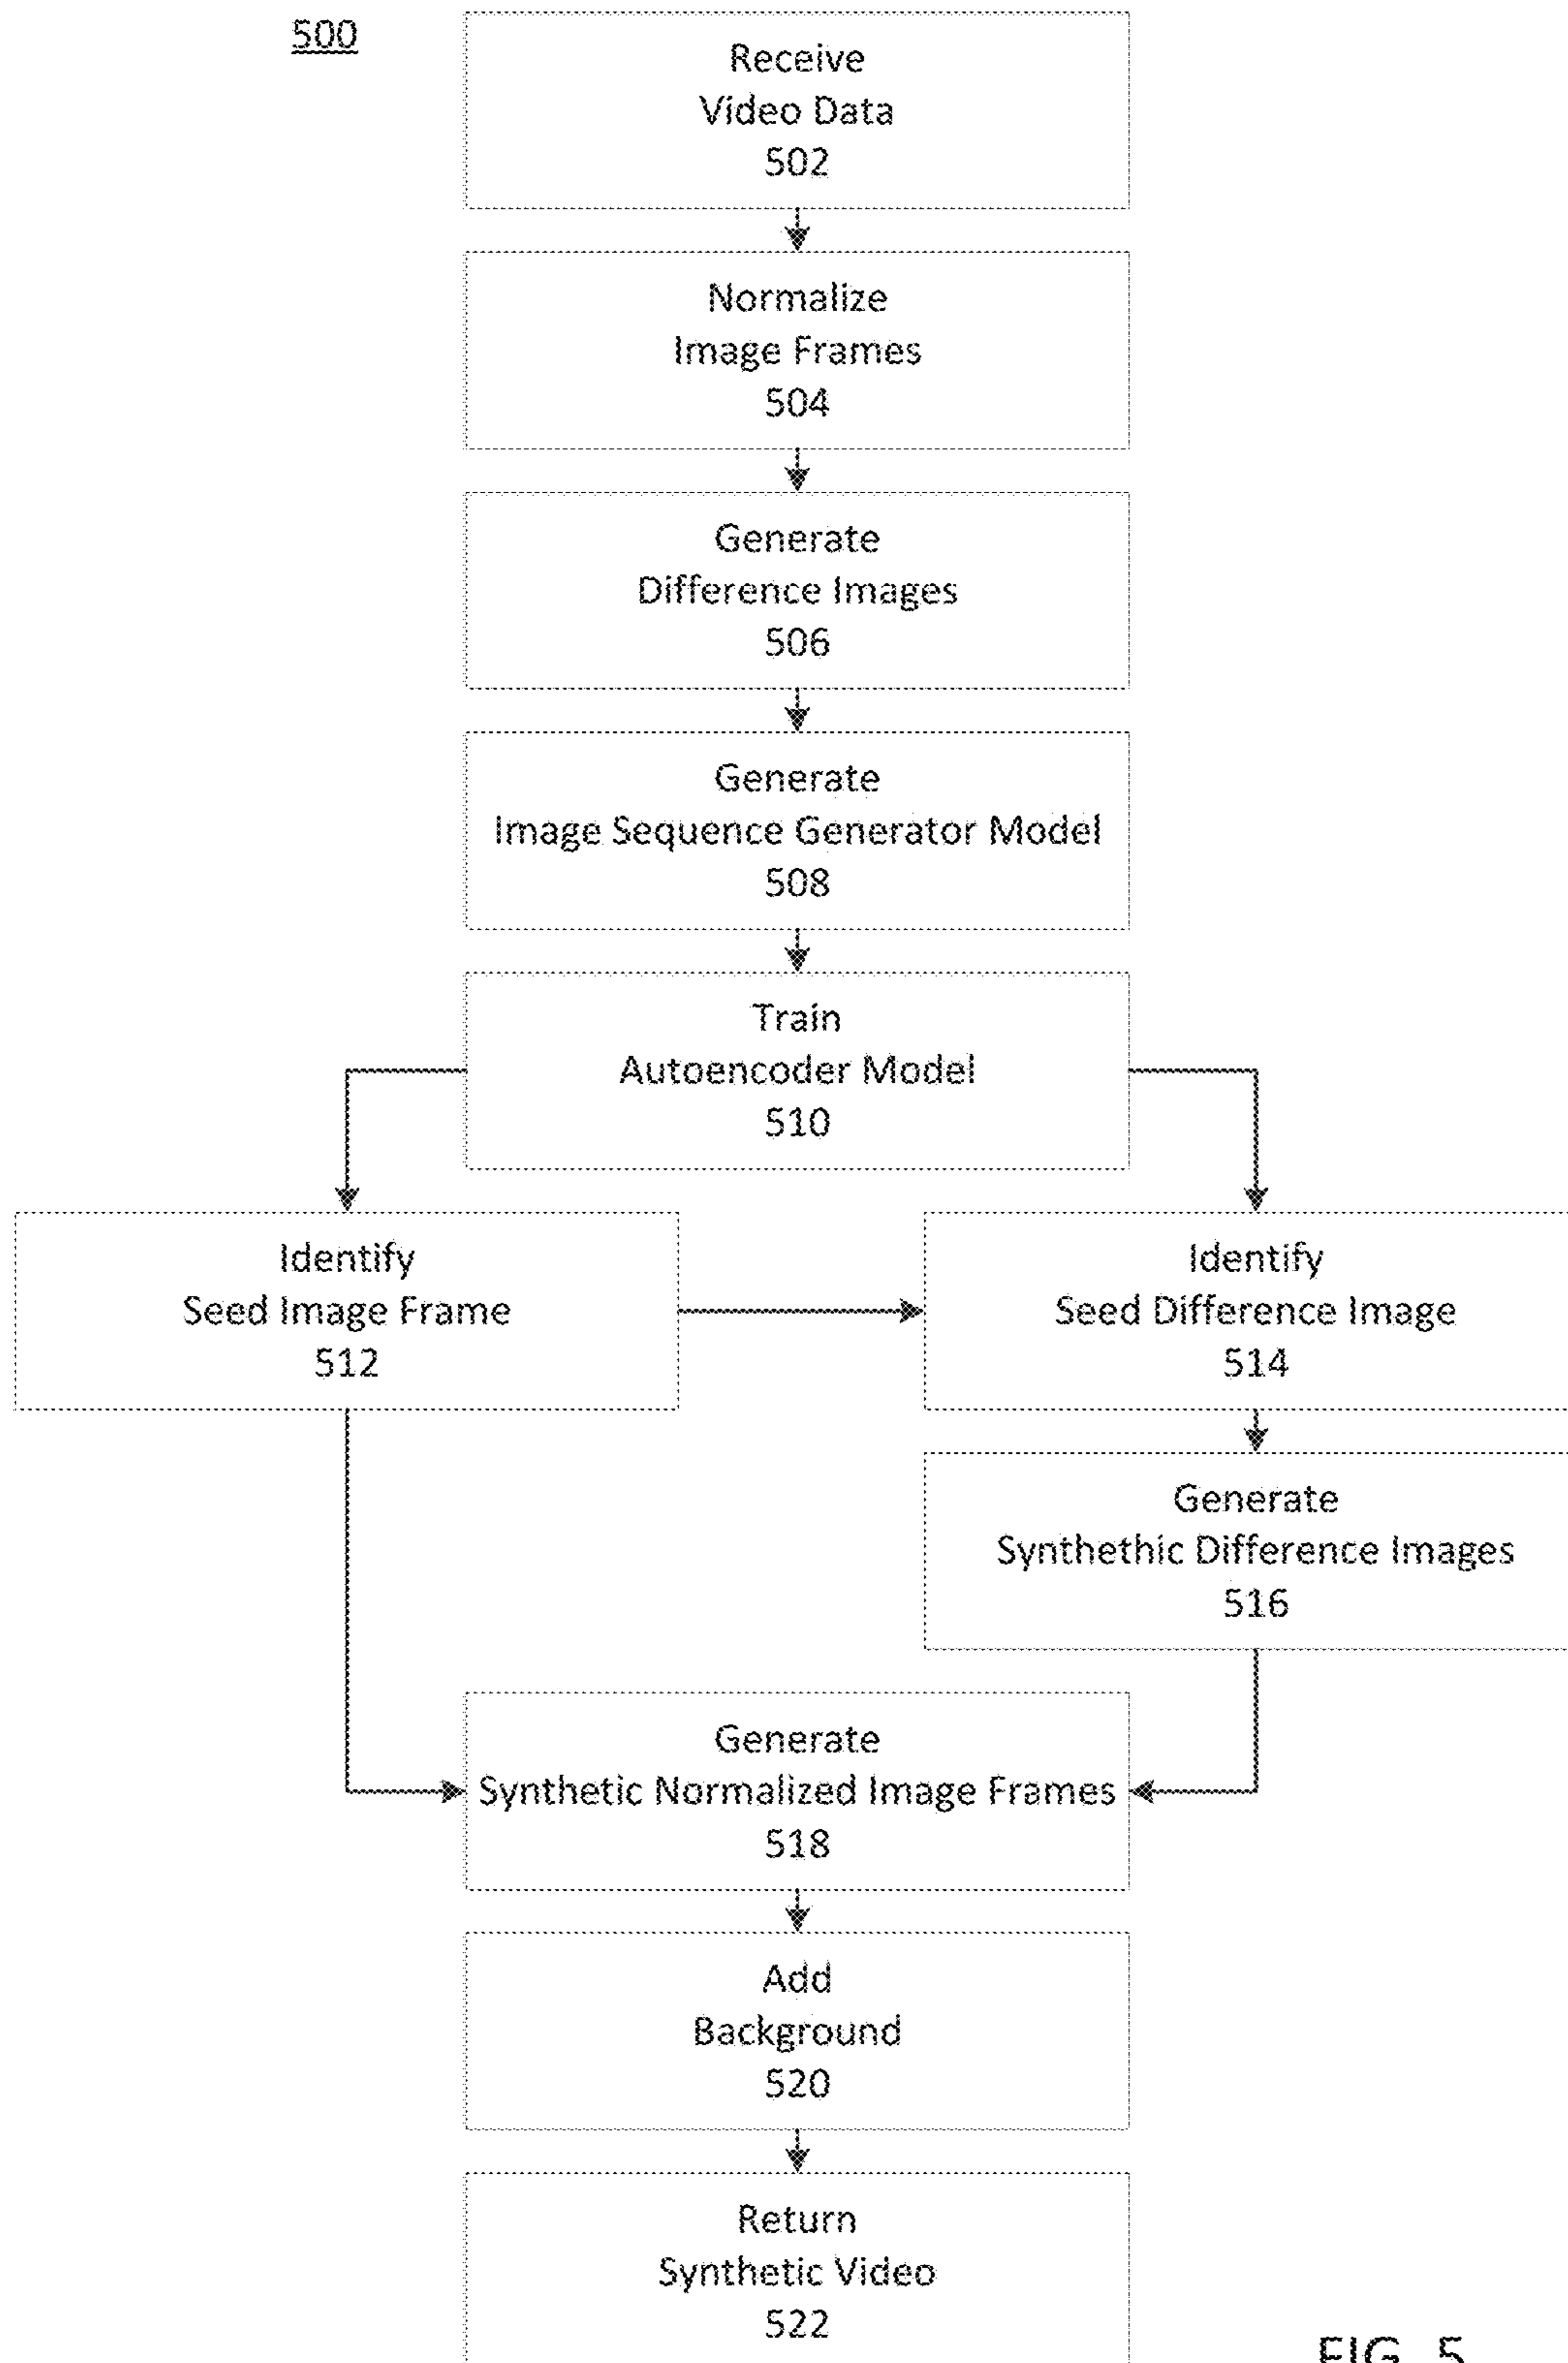 500
Receive
Video Data
502
Normalize
Image Frames
504
Generate
Difference Images
506
Generate
Image Sequence Generator Model
508
Train
Autoencoder Model
510
Identify
Seed Image Frame
512
Identify
Seed Difference Image
514
Generate
Synthethic Difference Images
516
Generate
Synthetic Normalized Image Frames
518
Add
Background
520
Return
Synthetic Video
522
FIG. 5